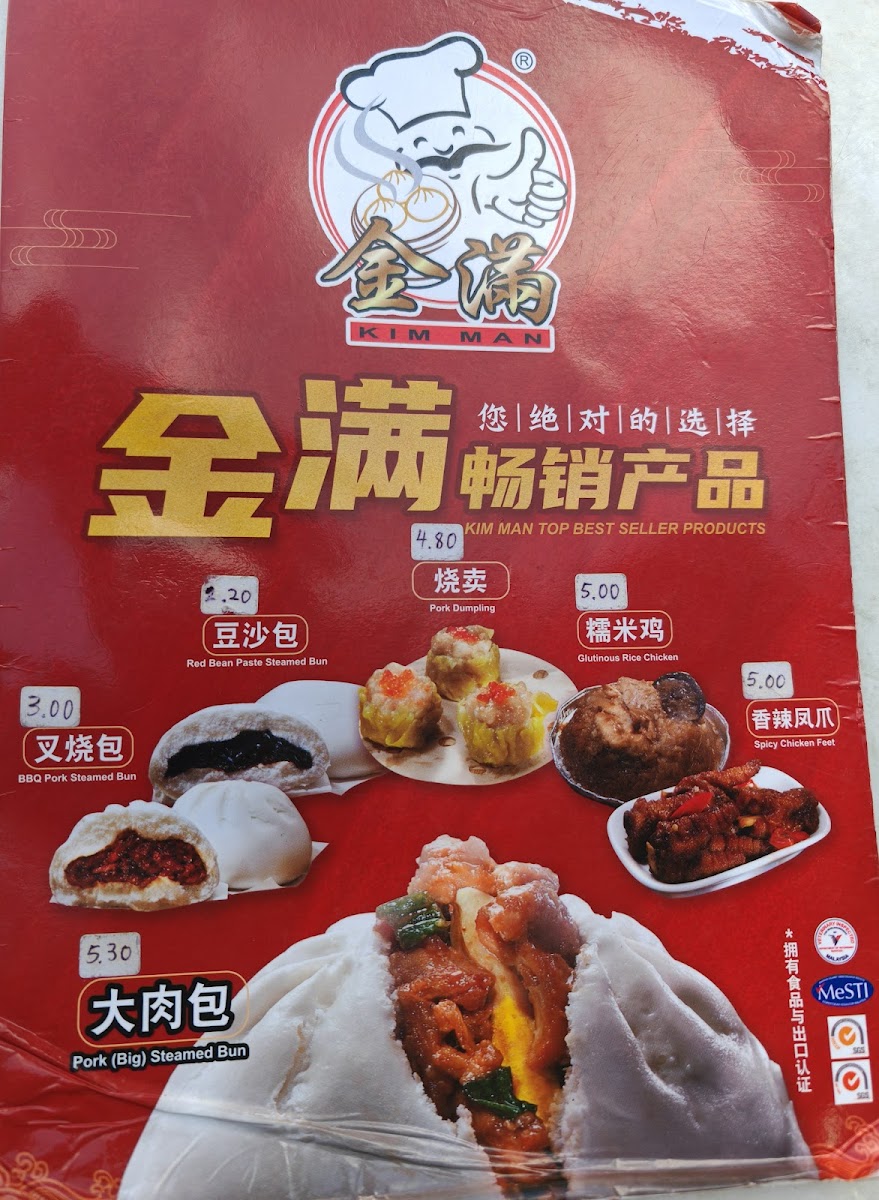 ®
金滿
KIM MAN
金满
您|绝|对|的|选|择
畅销产品
KIM MAN TOP BEST SELLER PRODUCTS
4.80
烧卖
Pork Dumpling
2.20
豆沙包
Red Bean Paste Steamed Bun
5.00
糯米鸡
Glutinous Rice Chicken
3.00
叉烧包
BBQ Pork Steamed Bun
5.00
香辣凤爪
Spicy Chicken Feet
5.30
大肉包
Pork (Big) Steamed Bun
*拥有食品与出口认证
MALAYSIA
MeSTI
SGS
SGS